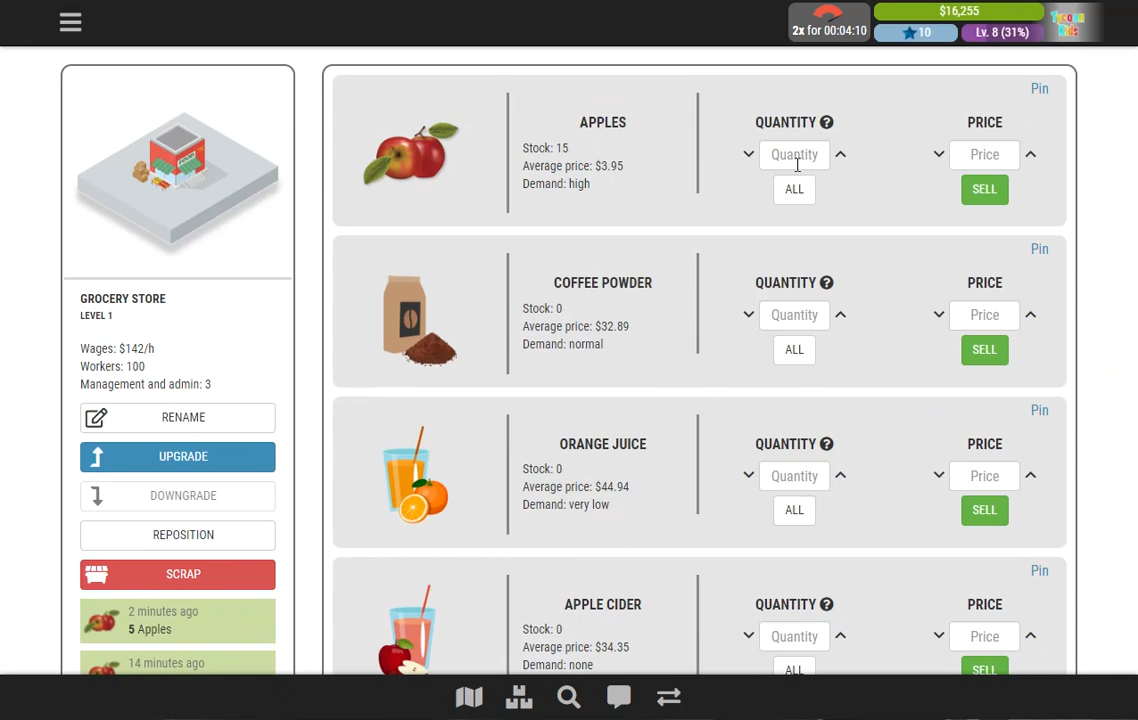 2x for 00:04:10
$16,255
10
Lv. 8 (31%)
Tycoon
GROCERY STORE
LEVEL 1
Wages: $142/h
Workers: 100
Management and admin: 3
RENAME
UPGRADE
DOWNGRADE
REPOSITION
SCRAP
2 minutes ago
5 Apples
14 minutes ago
Pin
APPLES
Stock: 15
Average price: $3.95
Demand: high
QUANTITY ?
Quantity
ALL
PRICE
Price
SELL
Pin
COFFEE POWDER
Stock: 0
Average price: $32.89
Demand: normal
QUANTITY ?
Quantity
ALL
PRICE
Price
SELL
Pin
ORANGE JUICE
Stock: 0
Average price: $44.94
Demand: very low
QUANTITY ?
Quantity
ALL
PRICE
Price
SELL
Pin
APPLE CIDER
Stock: 0
Average price: $34.35
Demand: none
QUANTITY ?
Quantity
ALL
PRICE
Price
SELL